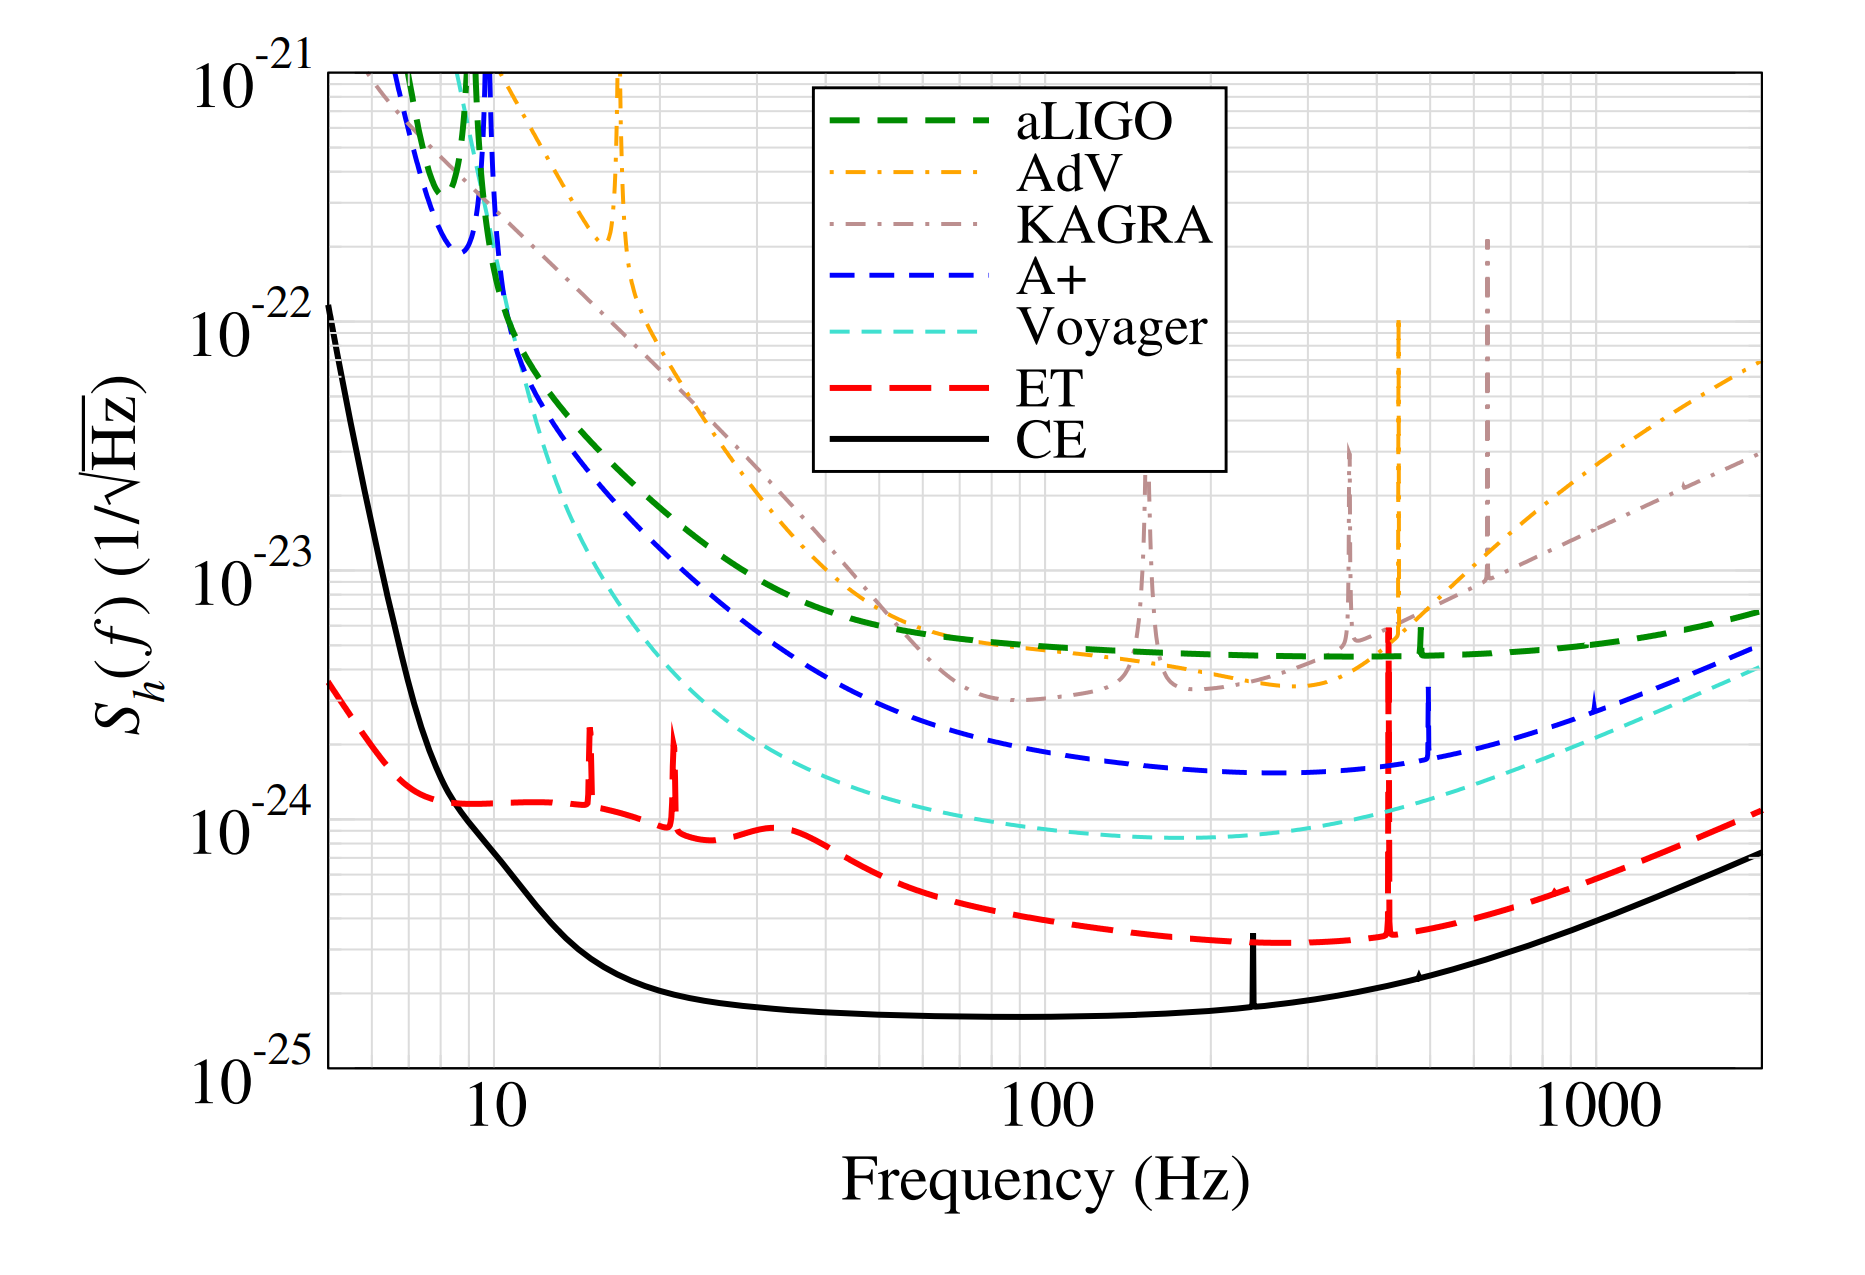 10^-21
10^-22
10^-23
10^-24
10^-25
S_h(f) (1/√Hz)
aLIGO
AdV
KAGRA
A+
Voyager
ET
CE
10 100 1000
Frequency (Hz)